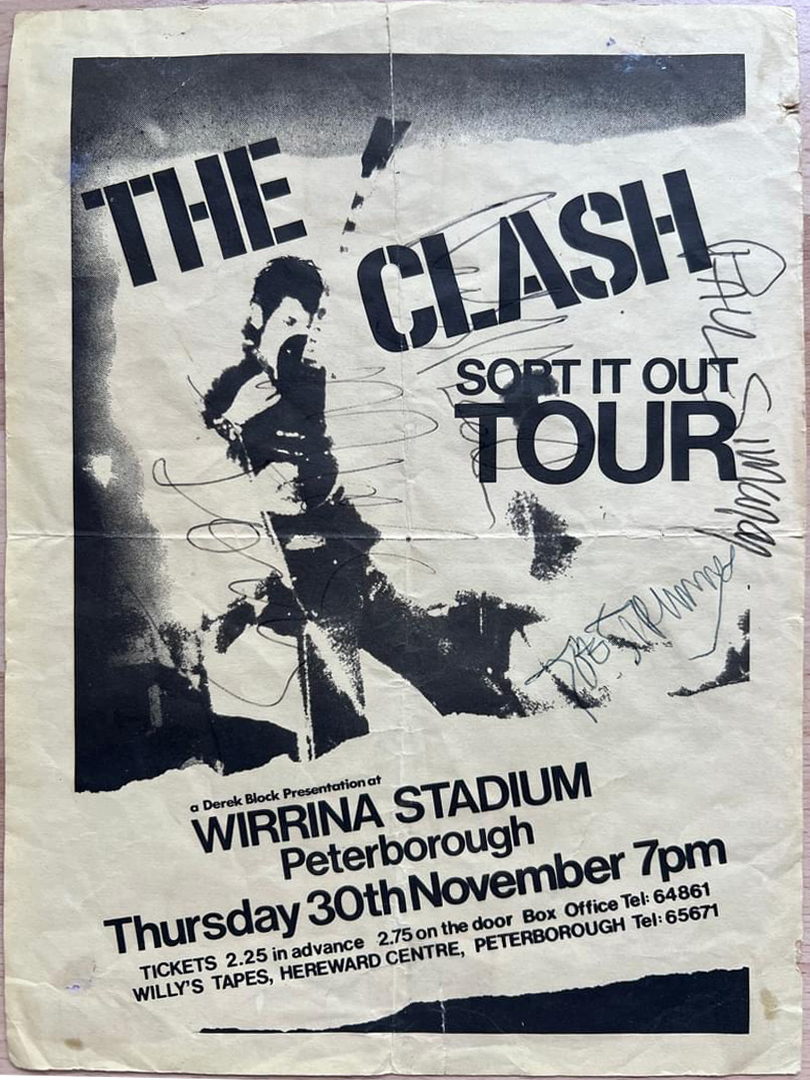 THE
CLASH
SORT IT OUT
TOUR
PAUL SIMONON
JOE STRUMMER
a Derek Block Presentation at
WIRRINA STADIUM
Peterborough
Thursday 30th November 7pm
TICKETS 2.25 in advance 2.75 on the door Box Office Tel: 64861
WILLY'S TAPES, HEREWARD CENTRE, PETERBOROUGH Tel: 65671